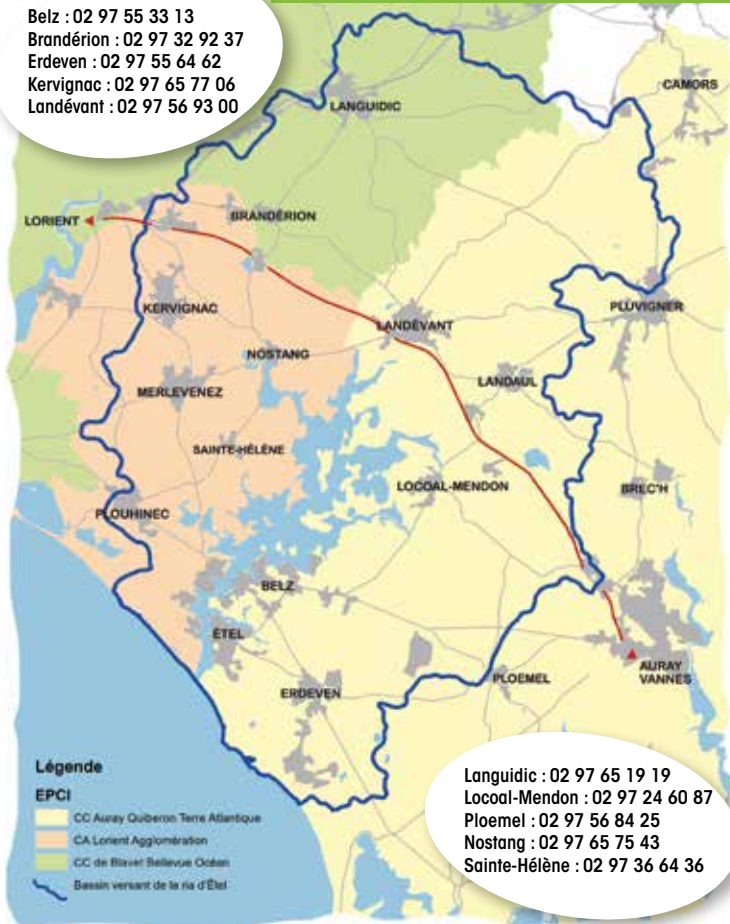 Belz : 02 97 55 33 13
Brandérion : 02 97 32 92 37
Erdeven : 02 97 55 64 62
Kervignac : 02 97 65 77 06
Landévant : 02 97 56 93 00
CAMORS
LANGUIDIC
LORIENT
BRANDÉRION
KERVIGNAC
PLUVIGNER
LANDÉVANT
NOSTANG
LANDAUL
MERLEVENEZ
SAINTE-HÉLÈNE
LOCOAL-MENDON
BREC'H
PLOUHINEC
BELZ
ÉTEL
PLOEMEL
AURAY
VANNES
ERDEVEN
Légende
EPCI
CC Auray Quiberon Terre Atlantique
CA Lorient Agglomération
CC de Blavet Bellevue Océan
Bassin versant de la ria d'Étel
Languidic : 02 97 65 19 19
Locoal-Mendon : 02 97 24 60 87
Ploemel : 02 97 56 84 25
Nostang : 02 97 65 75 43
Sainte-Hélène : 02 97 36 64 36